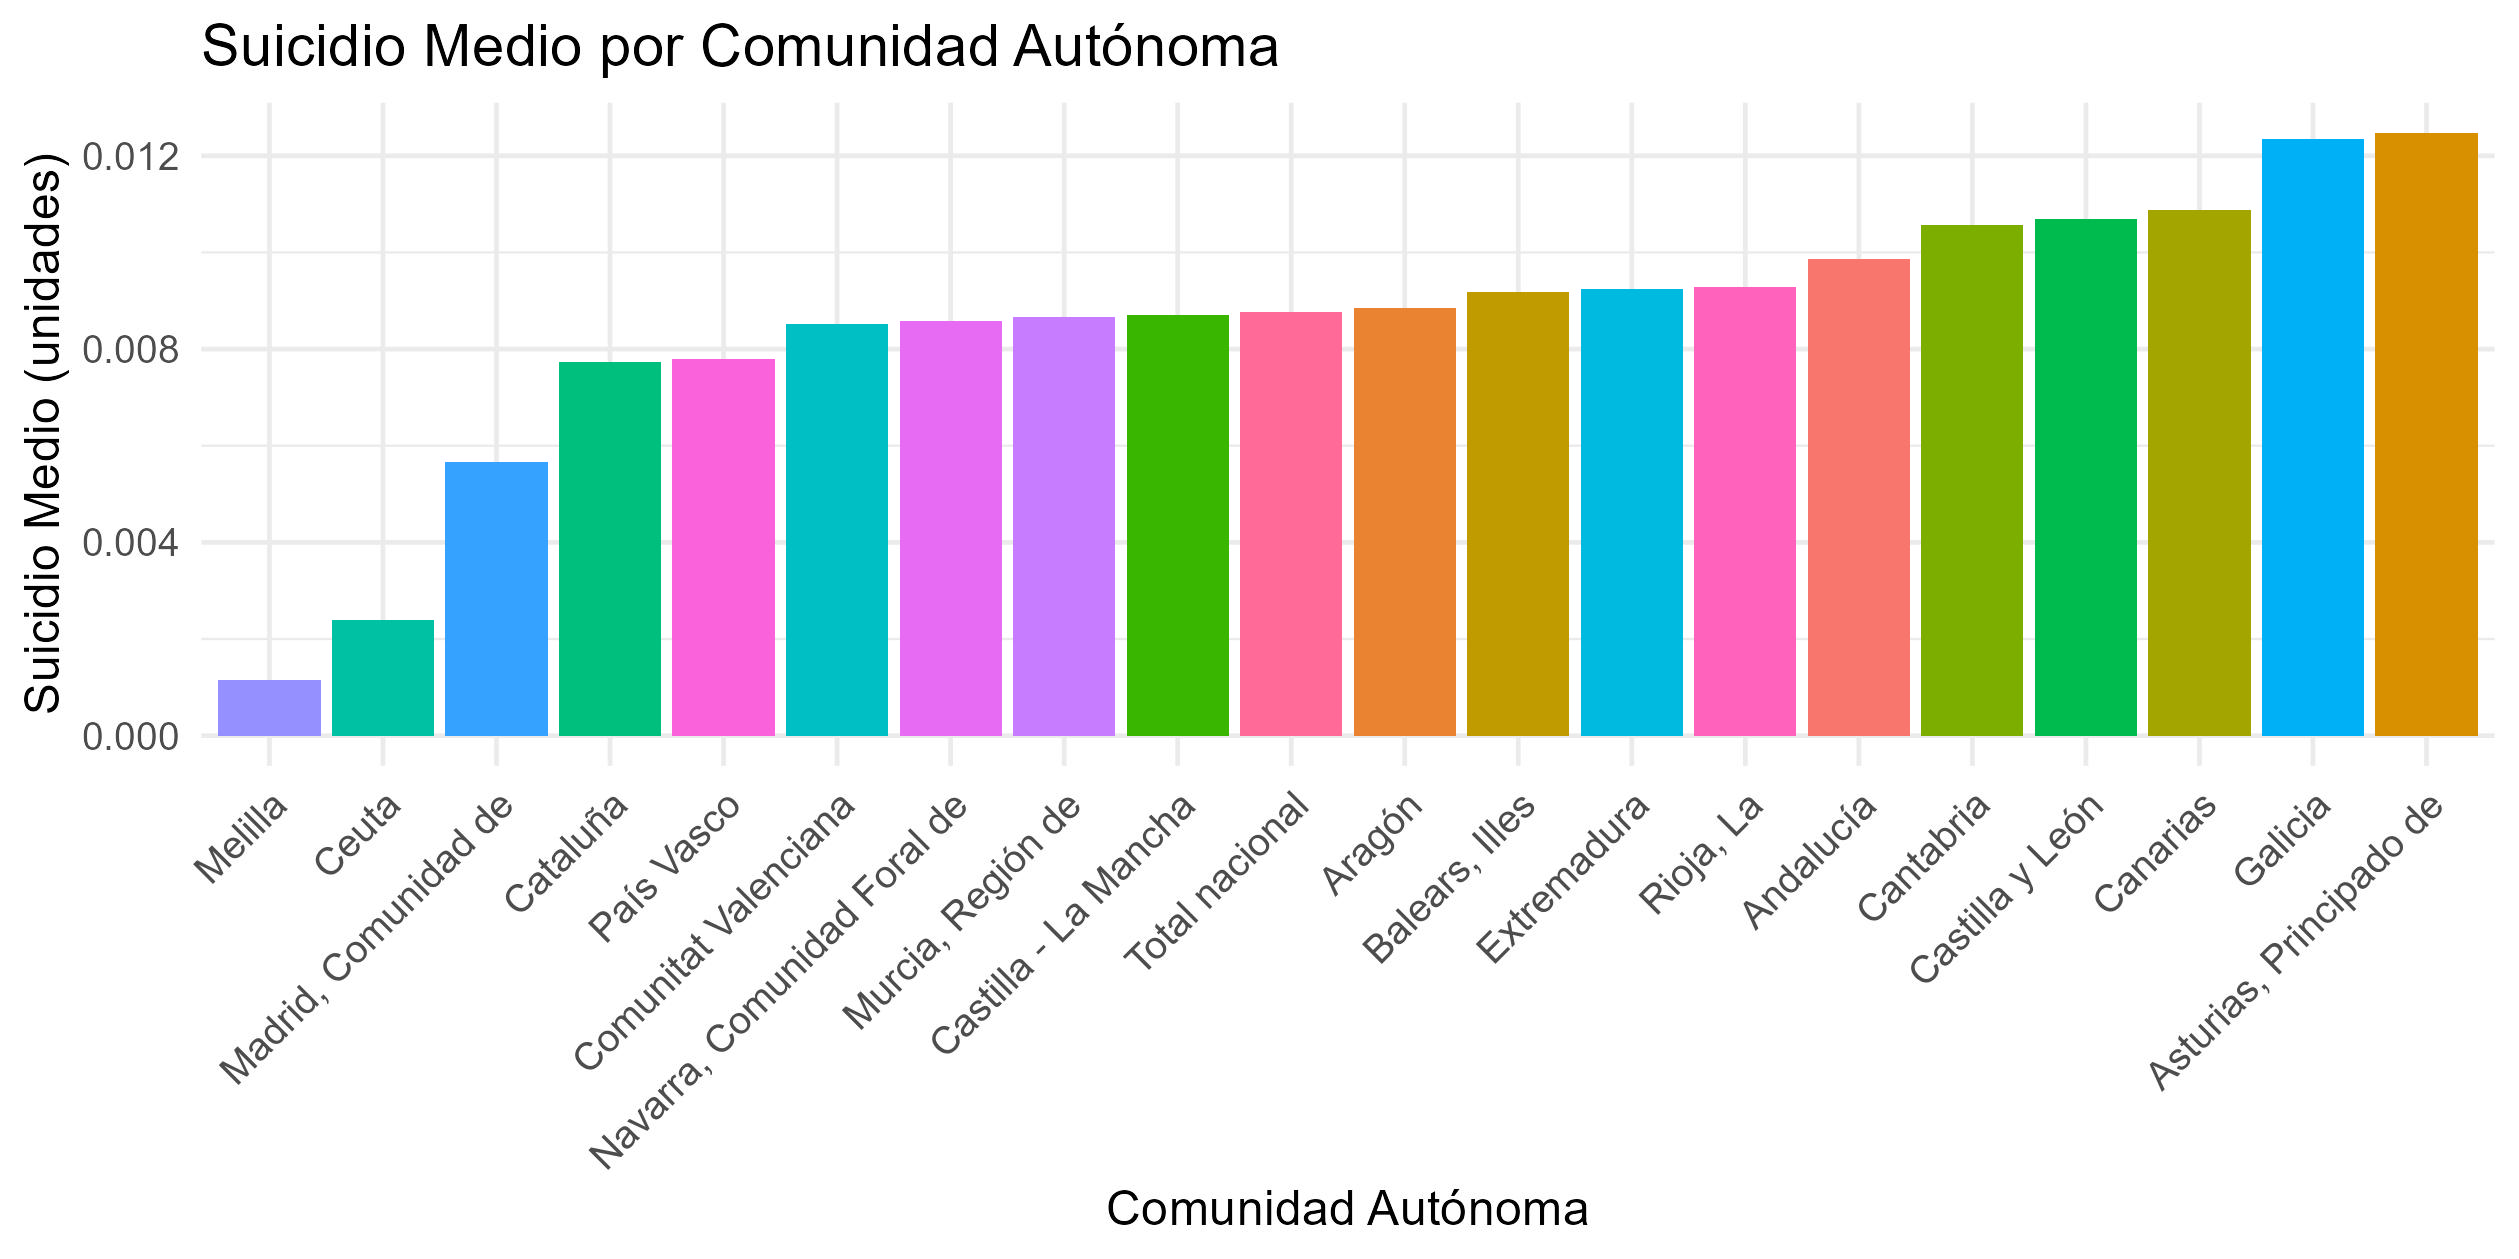 Suicidio Medio por Comunidad Autónoma
Suicidio Medio (unidades)
0.012
0.008
0.004
0.000
Melilla
Ceuta
Madrid, Comunidad de
Cataluña
País Vasco
Comunitat Valenciana
Navarra, Comunidad Foral de
Murcia, Región de
Castilla - La Mancha
Total nacional
Aragón
Balears, Illes
Extremadura
Rioja, La
Andalucía
Cantabria
Castilla y León
Canarias
Galicia
Asturias, Principado de
Comunidad Autónoma